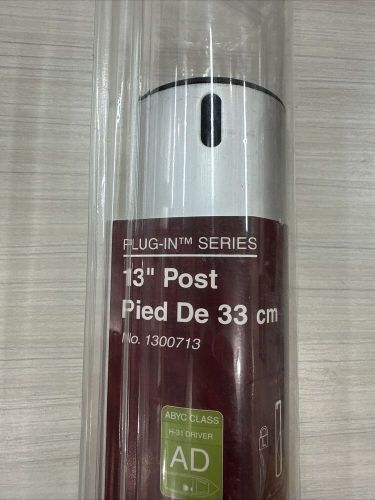 PLUG-IN™ SERIES
13" Post
Pied De 33 cm
No. 1300713
ABYC CLASS
H-31 DRIVER
AD